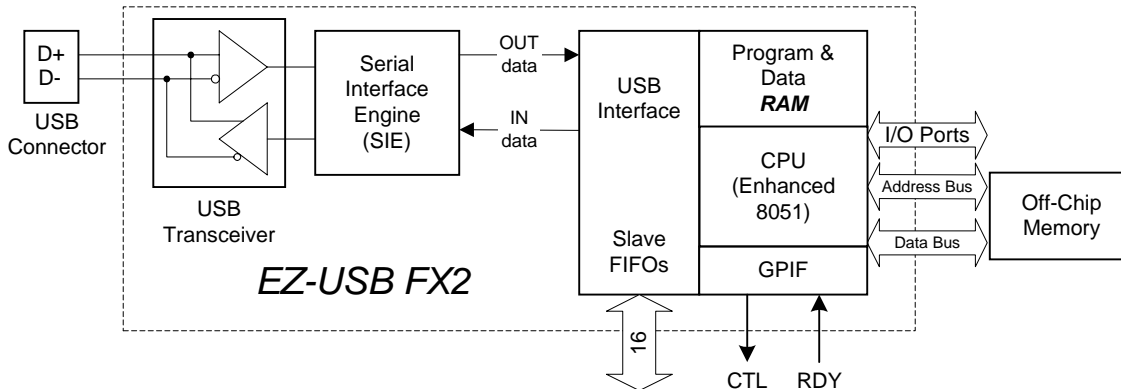 D+
D-
USB
Connector
USB
Transceiver
Serial
Interface
Engine
(SIE)
OUT
data
IN
data
USB
Interface
Slave
FIFOs
Program &
Data
RAM
CPU
(Enhanced
8051)
GPIF
I/O Ports
Address Bus
Data Bus
Off-Chip
Memory
EZ-USB FX2
16
CTL
RDY